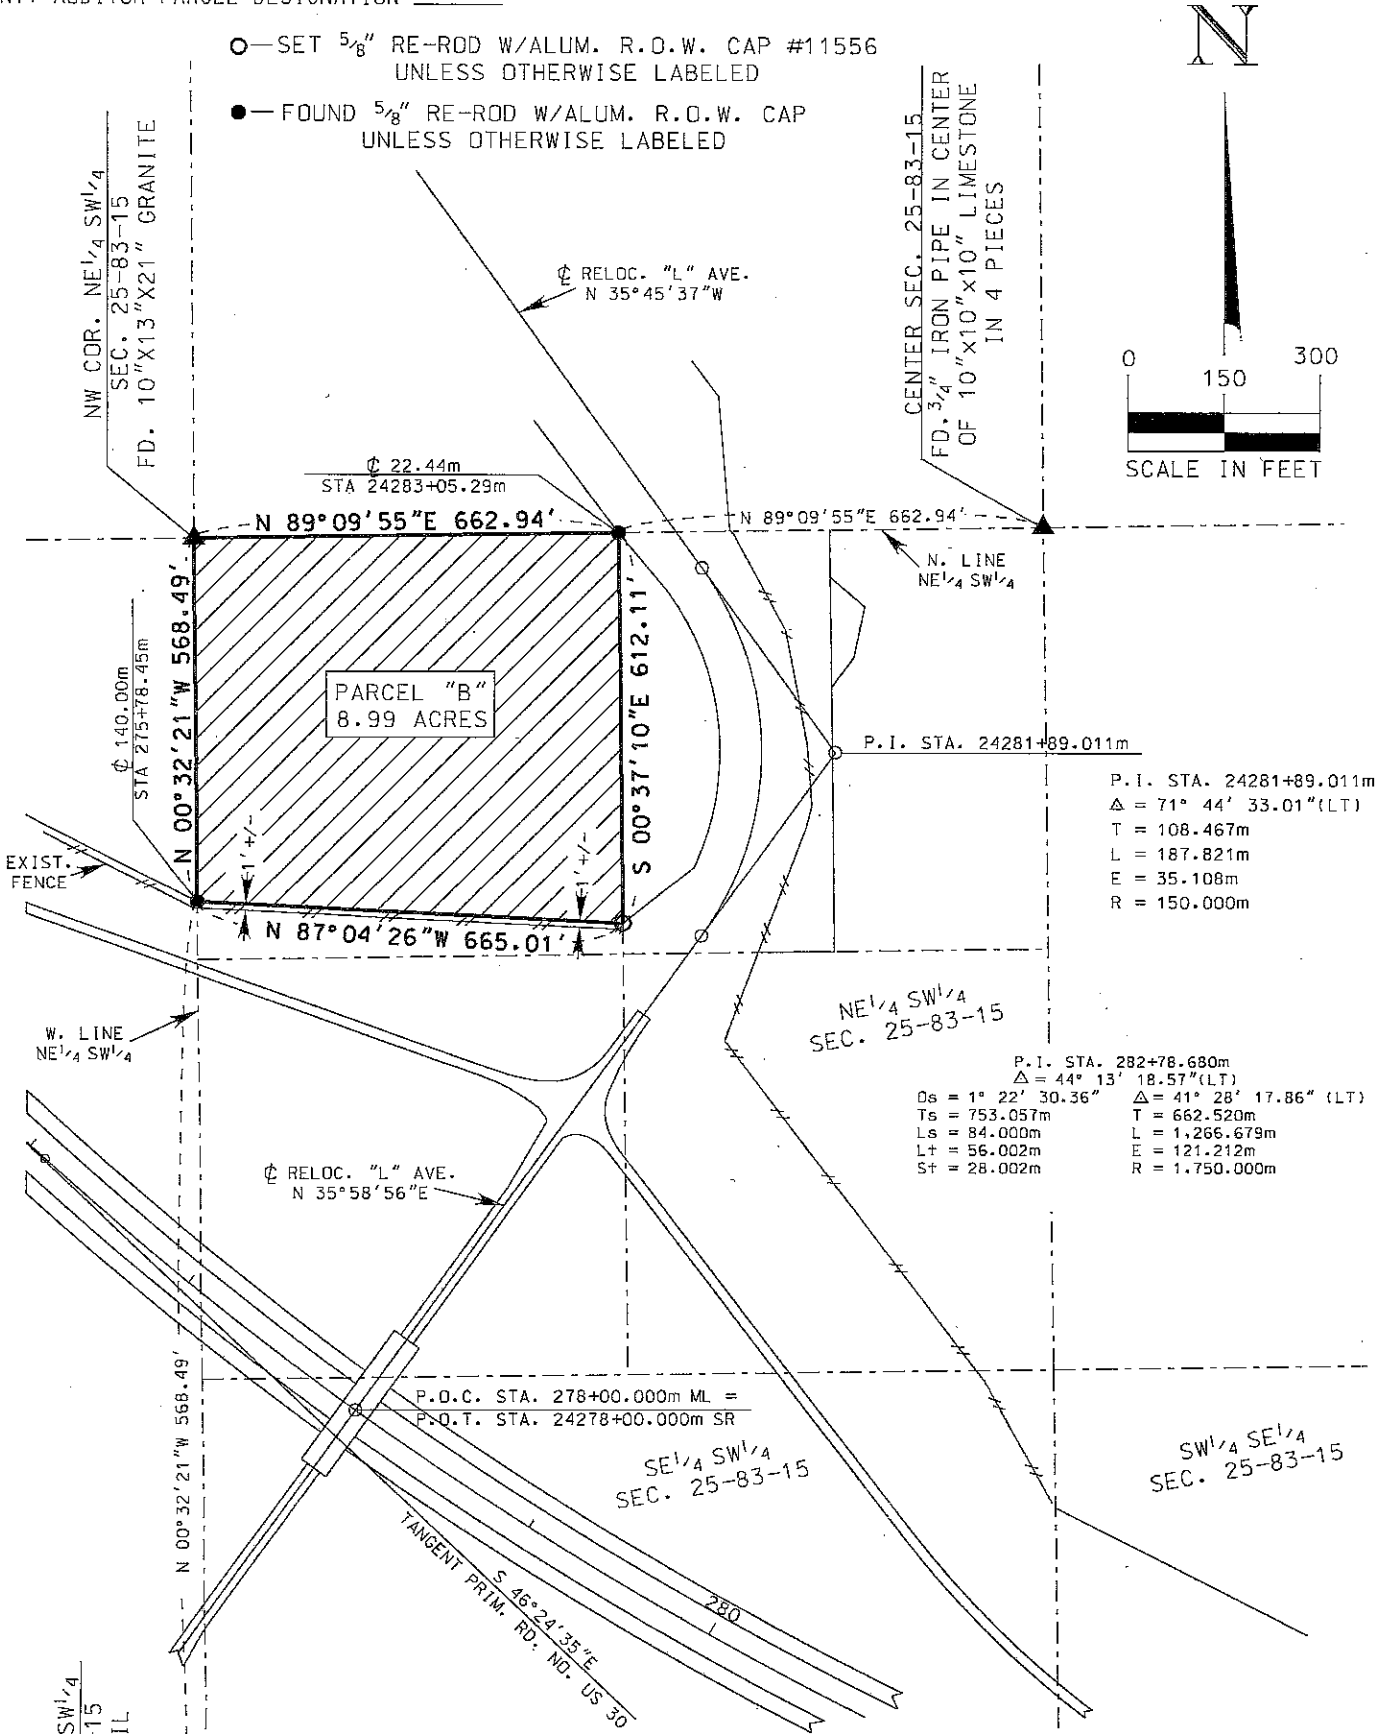 O—SET 5/8" RE-ROD W/ALUM. R.O.W. CAP #11556
UNLESS OTHERWISE LABELED
●— FOUND 5/8" RE-ROD W/ALUM. R.O.W. CAP
UNLESS OTHERWISE LABELED
N
NW COR. NE1/4 SW1/4
SEC. 25-83-15
FD. 10"X13"X21" GRANITE
CENTER SEC. 25-83-15
FD. 3/4" IRON PIPE IN CENTER
OF 10"x10"x10" LIMESTONE
IN 4 PIECES
℄ RELOC. "L" AVE.
N 35°45'37"W
0
150
300
SCALE IN FEET
℄ 22.44m
STA 24283+05.29m
N 89°09'55"E 662.94'
N 89°09'55"E 662.94'
N. LINE
NE1/4 SW1/4
℄ 140.00m
STA 275+78.45m
N 00°32'21"W 568.49'
PARCEL "B"
8.99 ACRES
S 00°37'10"E 612.11'
P.I. STA. 24281+89.011m
P.I. STA. 24281+89.011m
Δ = 71° 44' 33.01"(LT)
T = 108.467m
L = 187.821m
E = 35.108m
R = 150.000m
EXIST.
FENCE
1'+/-
1'+/-
N 87°04'26"W 665.01'
W. LINE
NE1/4 SW1/4
NE1/4 SW1/4
SEC. 25-83-15
P.I. STA. 282+78.680m
Δ = 44° 13' 18.57"(LT)
Os = 1° 22' 30.36" Δ = 41° 28' 17.86" (LT)
Ts = 753.057m T = 662.520m
Ls = 84.000m L = 1,266.679m
Lt = 56.002m E = 121.212m
St = 28.002m R = 1,750.000m
℄ RELOC. "L" AVE.
N 35°58'56"E
N 00°32'21"W 568.49'
P.O.C. STA. 278+00.000m ML =
P.O.T. STA. 24278+00.000m SR
SE1/4 SW1/4
SEC. 25-83-15
SW1/4 SE1/4
SEC. 25-83-15
S 46°24'35"E
TANGENT PRIM. RD. NO. US 30
280
SW1/4
-15
IL